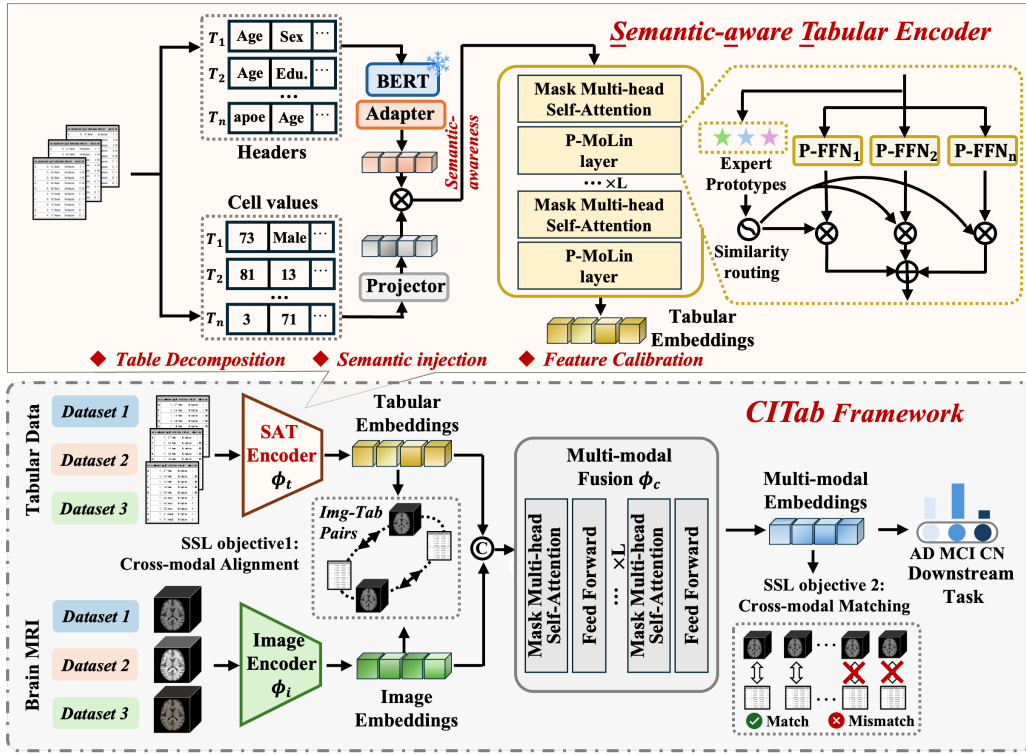 Semantic-aware Tabular Encoder
T1 Age Sex ...
T2 Age Edu. ...
...
Tn apoe Age ...
Headers
BERT
Adapter
Semantic-awareness
Cell values
T1 73 Male ...
T2 81 13 ...
...
Tn 3 71 ...
Projector
Mask Multi-head
Self-Attention
P-MoLin
layer
... ×L
Mask Multi-head
Self-Attention
P-MoLin
layer
Tabular
Embeddings
Expert
Prototypes
Similarity
routing
P-FFN1
P-FFN2
P-FFNn
◆ Table Decomposition
◆ Semantic injection
◆ Feature Calibration
CITab Framework
Tabular Data
Dataset 1
Dataset 2
Dataset 3
SAT
Encoder
ϕt
Tabular
Embeddings
SSL objective1:
Cross-modal Alignment
Img-Tab
Pairs
Brain MRI
Dataset 1
Dataset 2
Dataset 3
Image
Encoder
ϕi
Image
Embeddings
C
Multi-modal
Fusion ϕc
Mask Multi-head
Self-Attention
Feed Forward
... ×L ...
Mask Multi-head
Self-Attention
Feed Forward
Multi-modal
Embeddings
AD MCI CN
Downstream
Task
SSL objective 2:
Cross-modal Matching
...
...
Match
Mismatch